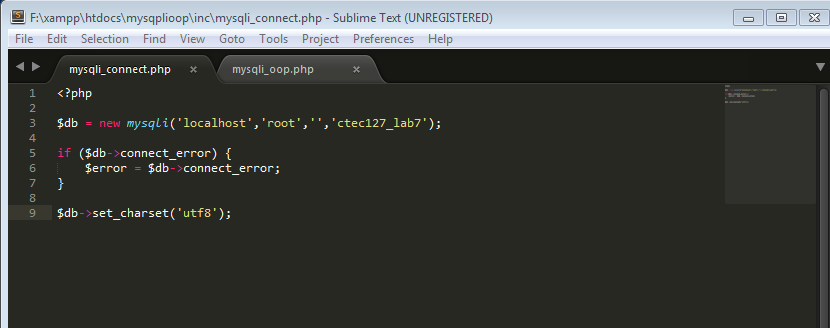 F:\xampp\htdocs\mysqplioop\inc\mysqli_connect.php - Sublime Text (UNREGISTERED)
File Edit Selection Find View Goto Tools Project Preferences Help
mysqli_connect.php mysqli_oop.php
1 <?php
2
3 $db = new mysqli('localhost','root','','ctec127_lab7');
4
5 if ($db->connect_error) {
6 $error = $db->connect_error;
7 }
8
9 $db->set_charset('utf8');